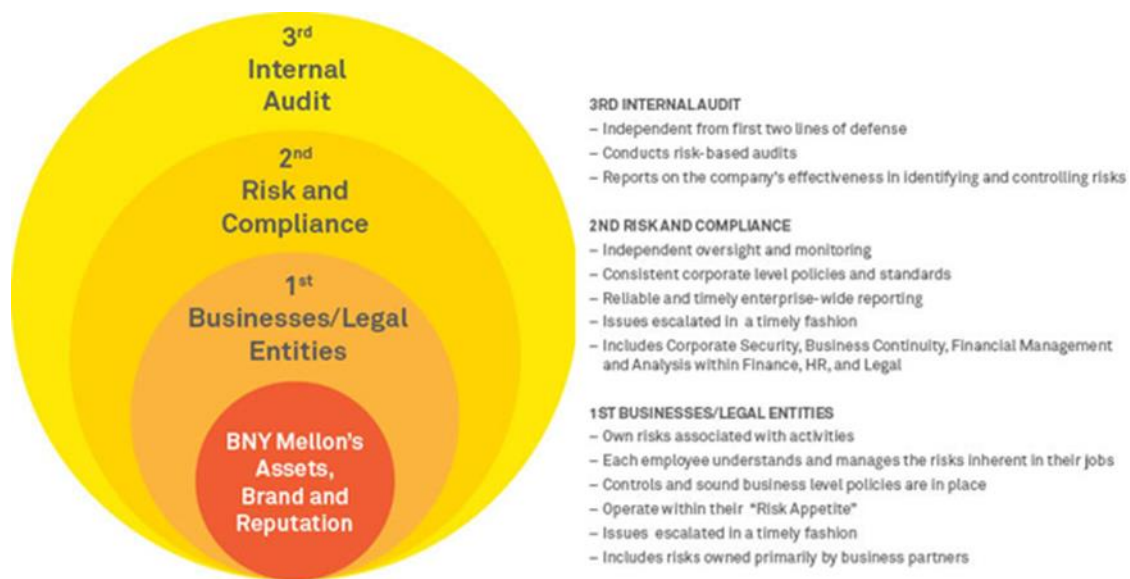 3rd
Internal
Audit
2nd
Risk and
Compliance
1st
Businesses/Legal
Entities
BNY Mellon's
Assets,
Brand and
Reputation
3RD INTERNAL AUDIT
– Independent from first two lines of defense
– Conducts risk-based audits
– Reports on the company's effectiveness in identifying and controlling risks
2ND RISK AND COMPLIANCE
– Independent oversight and monitoring
– Consistent corporate level policies and standards
– Reliable and timely enterprise-wide reporting
– Issues escalated in a timely fashion
– Includes Corporate Security, Business Continuity, Financial Management
and Analysis within Finance, HR, and Legal
1ST BUSINESSES/LEGAL ENTITIES
– Own risks associated with activities
– Each employee understands and manages the risks inherent in their jobs
– Controls and sound business level policies are in place
– Operate within their "Risk Appetite"
– Issues escalated in a timely fashion
– Includes risks owned primarily by business partners